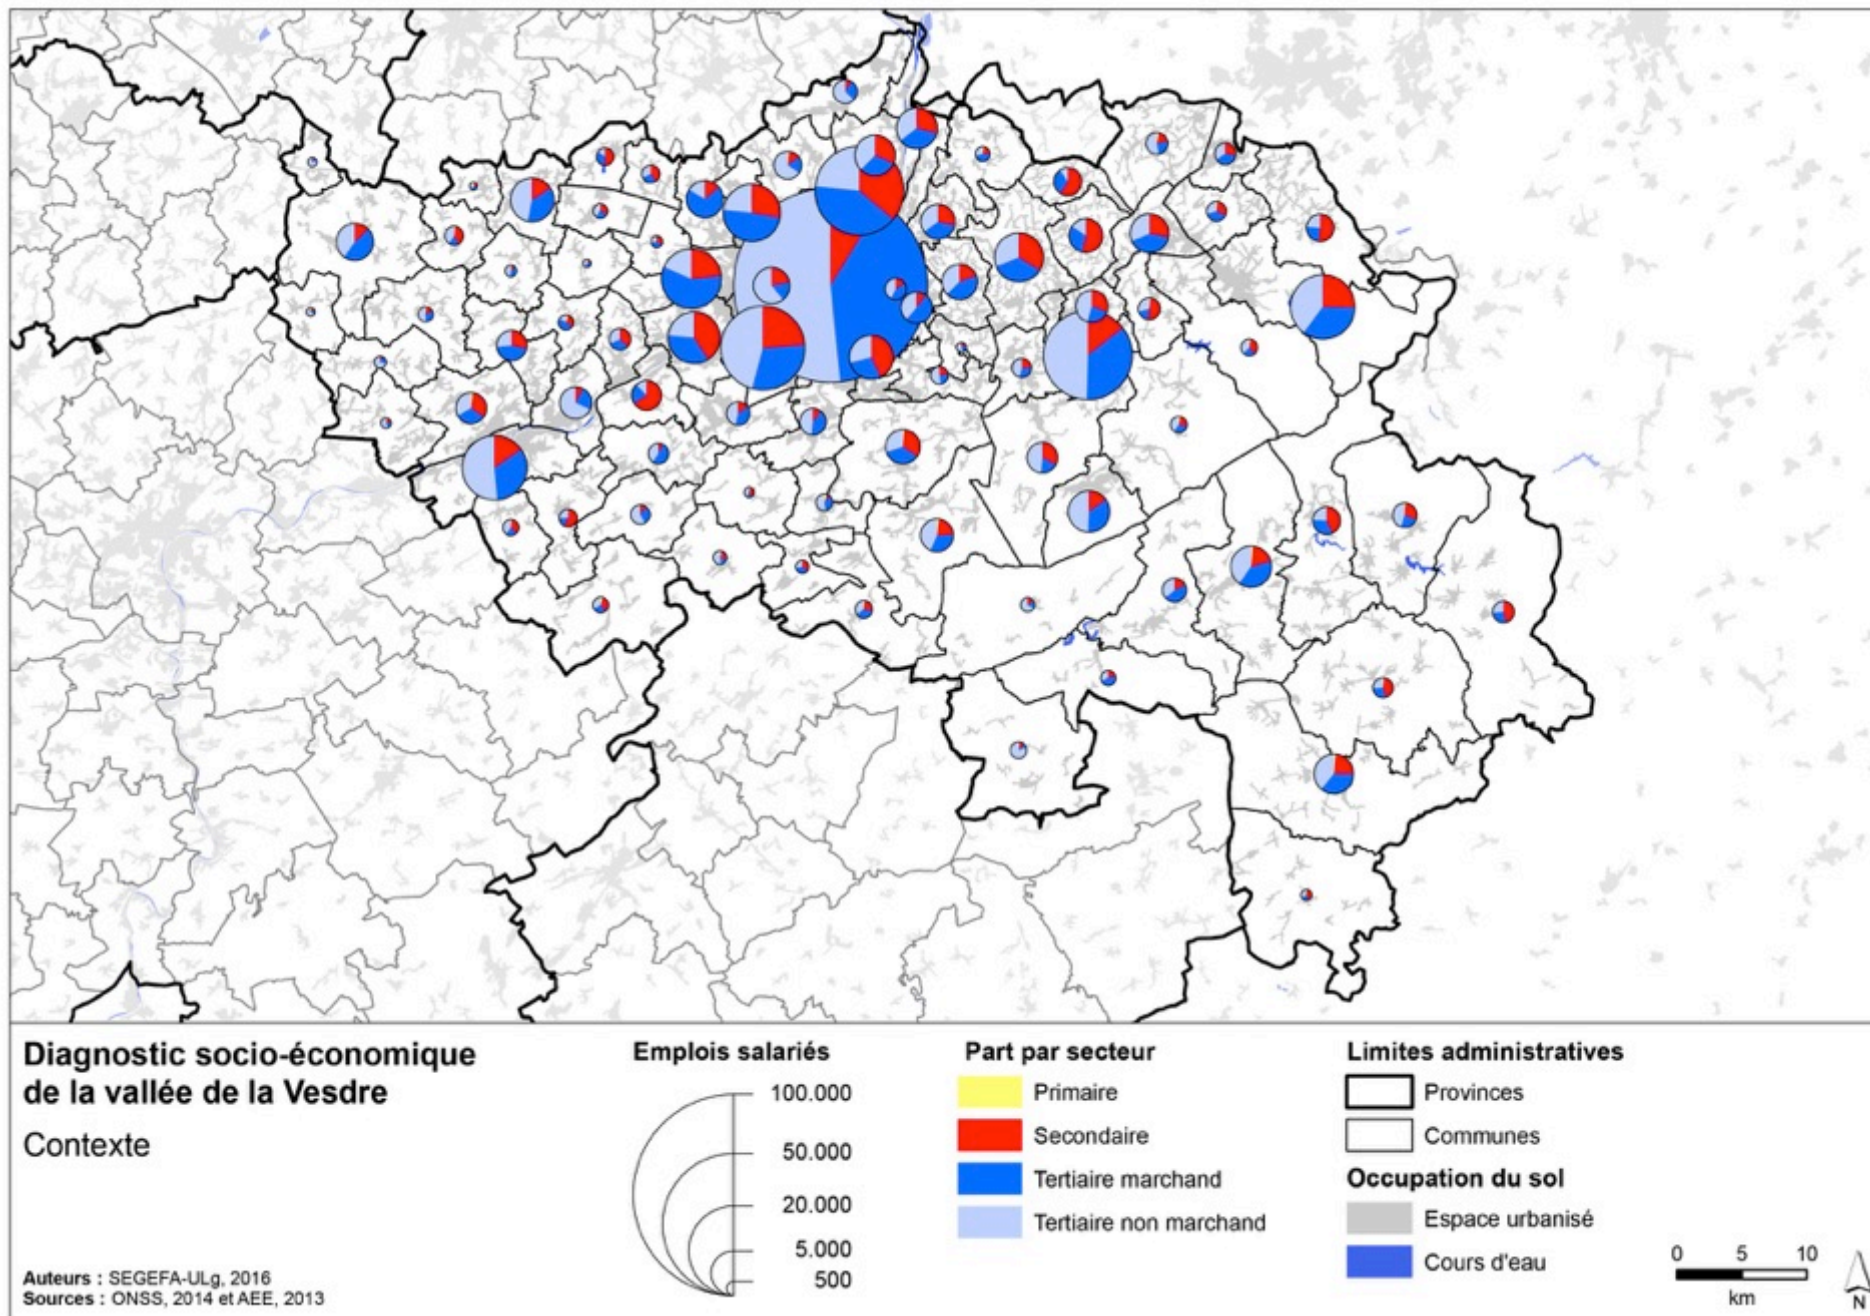 Diagnostic socio-économique
de la vallée de la Vesdre
Contexte
Auteurs : SEGEFA-ULg, 2016
Sources : ONSS, 2014 et AEE, 2013
Emplois salariés
100.000
50.000
20.000
5.000
500
Part par secteur
Primaire
Secondaire
Tertiaire marchand
Tertiaire non marchand
Limites administratives
Provinces
Communes
Occupation du sol
Espace urbanisé
Cours d'eau
0 5 10
km
N